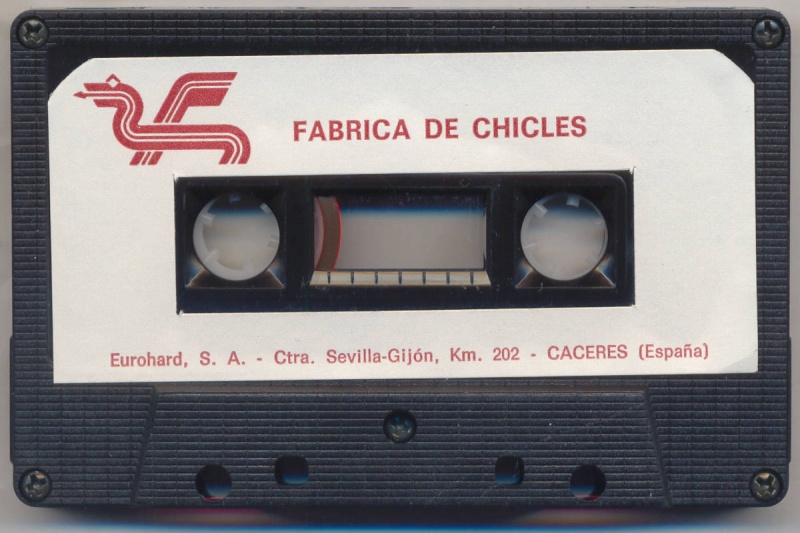 FABRICA DE CHICLES
Eurohard, S. A. - Ctra. Sevilla-Gijón, Km. 202 - CACERES (España)